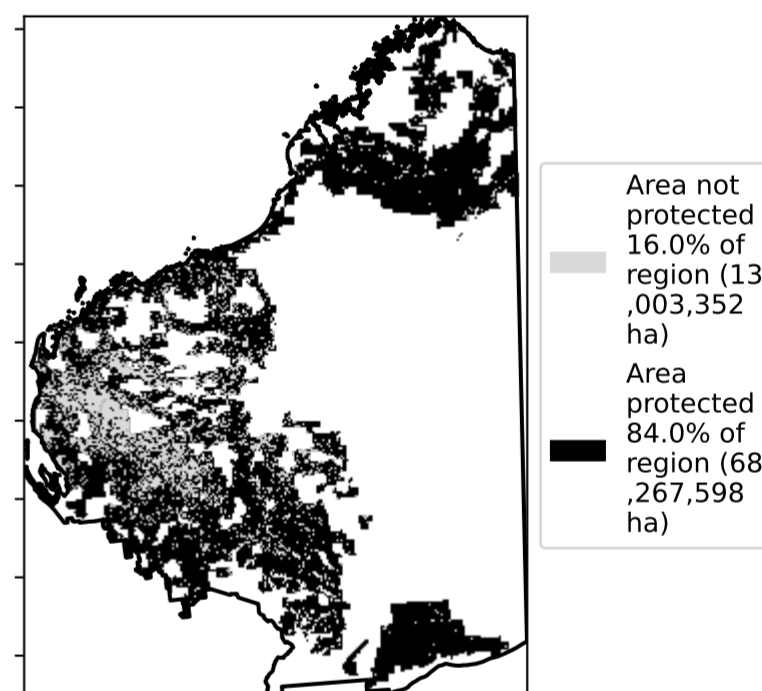 Area not
protected
16.0% of
region (13
,003,352
ha)
Area
protected
84.0% of
region (68
,267,598
ha)